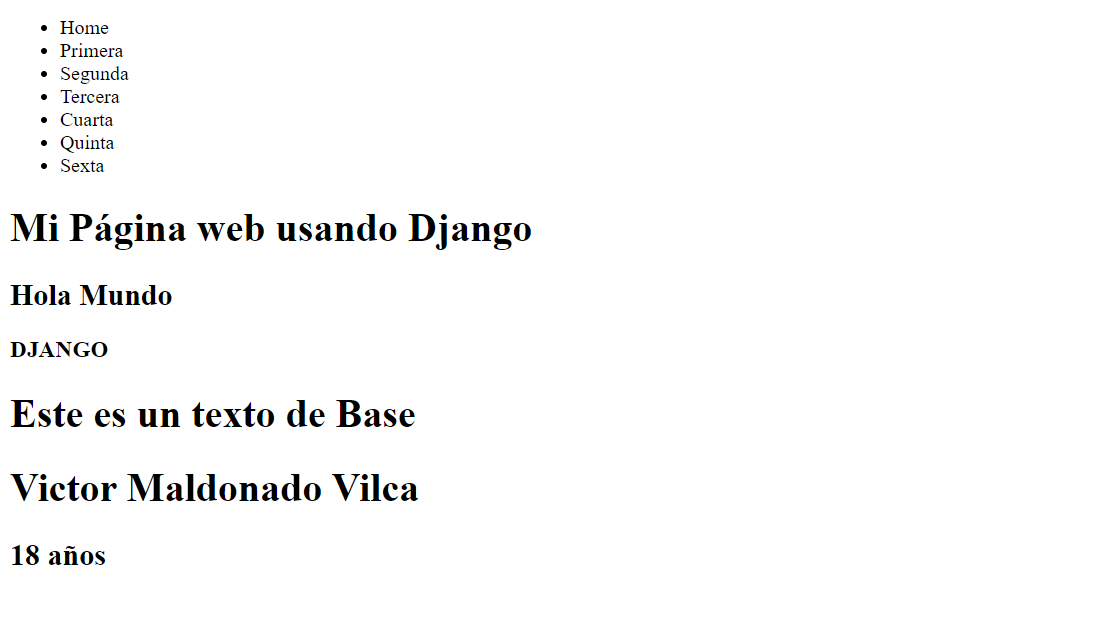 Home
Primera
Segunda
Tercera
Cuarta
Quinta
Sexta
Mi Página web usando Django
Hola Mundo
DJANGO
Este es un texto de Base
Victor Maldonado Vilca
18 años